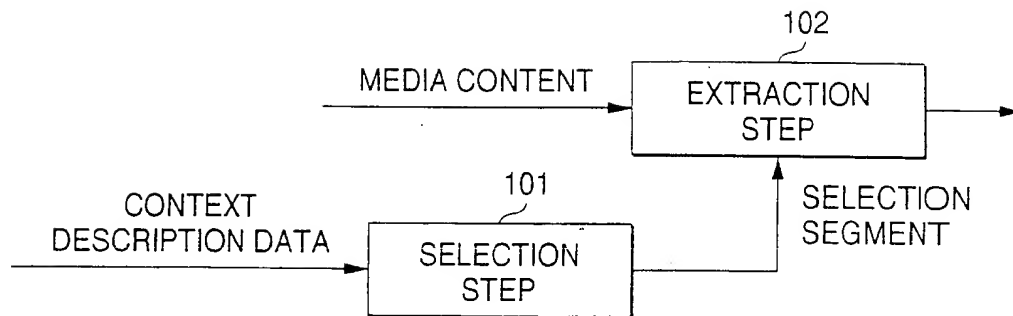 102
MEDIA CONTENT
EXTRACTION
STEP
101
SELECTION
SEGMENT
CONTEXT
DESCRIPTION DATA
SELECTION
STEP